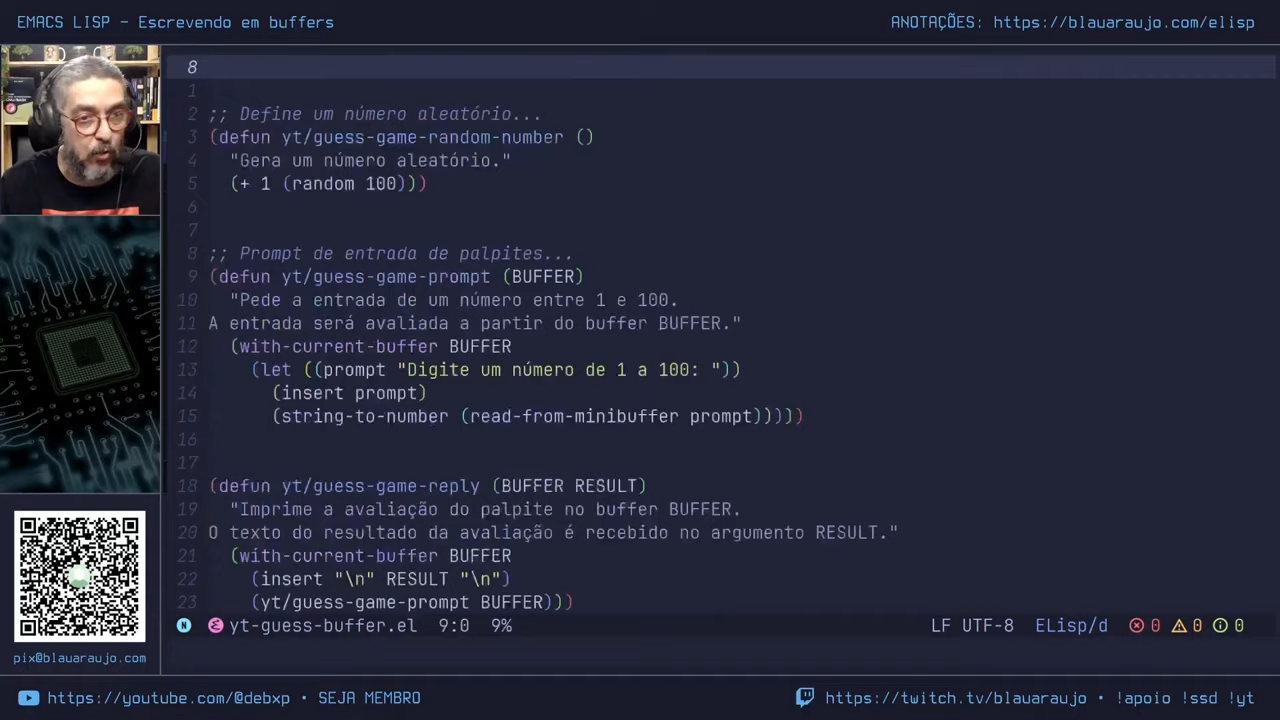 EMACS LISP - Escrevendo em buffers
ANOTAÇÕES: https://blauaraujo.com/elisp
8
1
2 ;; Define um número aleatório...
3 (defun yt/guess-game-random-number ()
4 "Gera um número aleatório."
5 (+ 1 (random 100)))
6
7
8 ;; Prompt de entrada de palpites...
9 (defun yt/guess-game-prompt (BUFFER)
10 "Pede a entrada de um número entre 1 e 100.
11 A entrada será avaliada a partir do buffer BUFFER."
12 (with-current-buffer BUFFER
13 (let ((prompt "Digite um número de 1 a 100: "))
14 (insert prompt)
15 (string-to-number (read-from-minibuffer prompt)))))
16
17
18 (defun yt/guess-game-reply (BUFFER RESULT)
19 "Imprime a avaliação do palpite no buffer BUFFER.
20 O texto do resultado da avaliação é recebido no argumento RESULT."
21 (with-current-buffer BUFFER
22 (insert "\n" RESULT "\n")
23 (yt/guess-game-prompt BUFFER)))
N yt-guess-buffer.el 9:0 9% LF UTF-8 ELisp/d 0 0 0
pix@blauaraujo.com
https://youtube.com/@debxp • SEJA MEMBRO
https://twitch.tv/blauaraujo • !apoio !ssd !yt